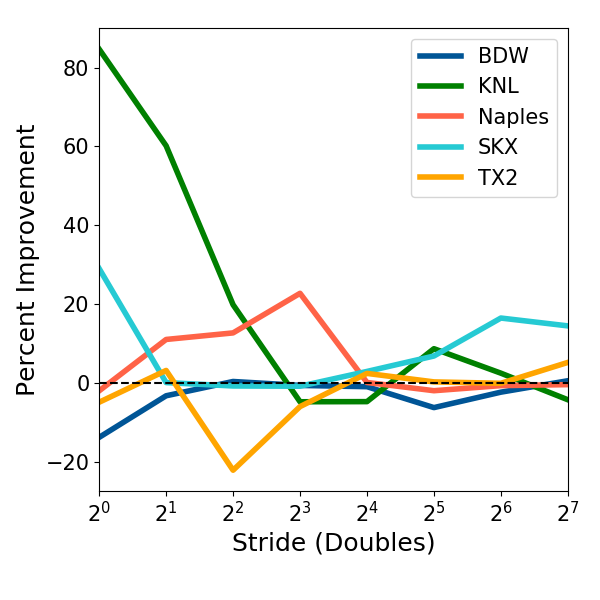 BDW
KNL
Naples
SKX
TX2
Percent Improvement
80
60
40
20
0
−20
2^0 2^1 2^2 2^3 2^4 2^5 2^6 2^7
Stride (Doubles)